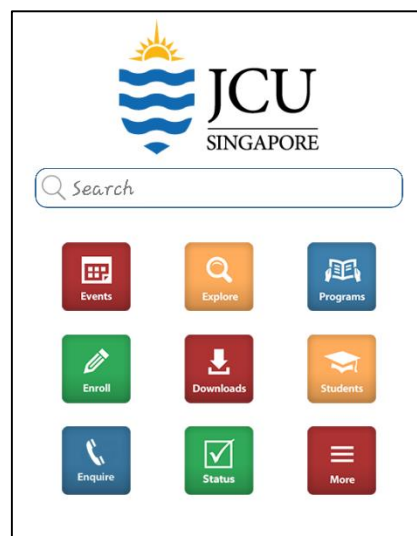 JCU
SINGAPORE
Search
Events
Explore
Programs
Enroll
Downloads
Students
Enquire
Status
More